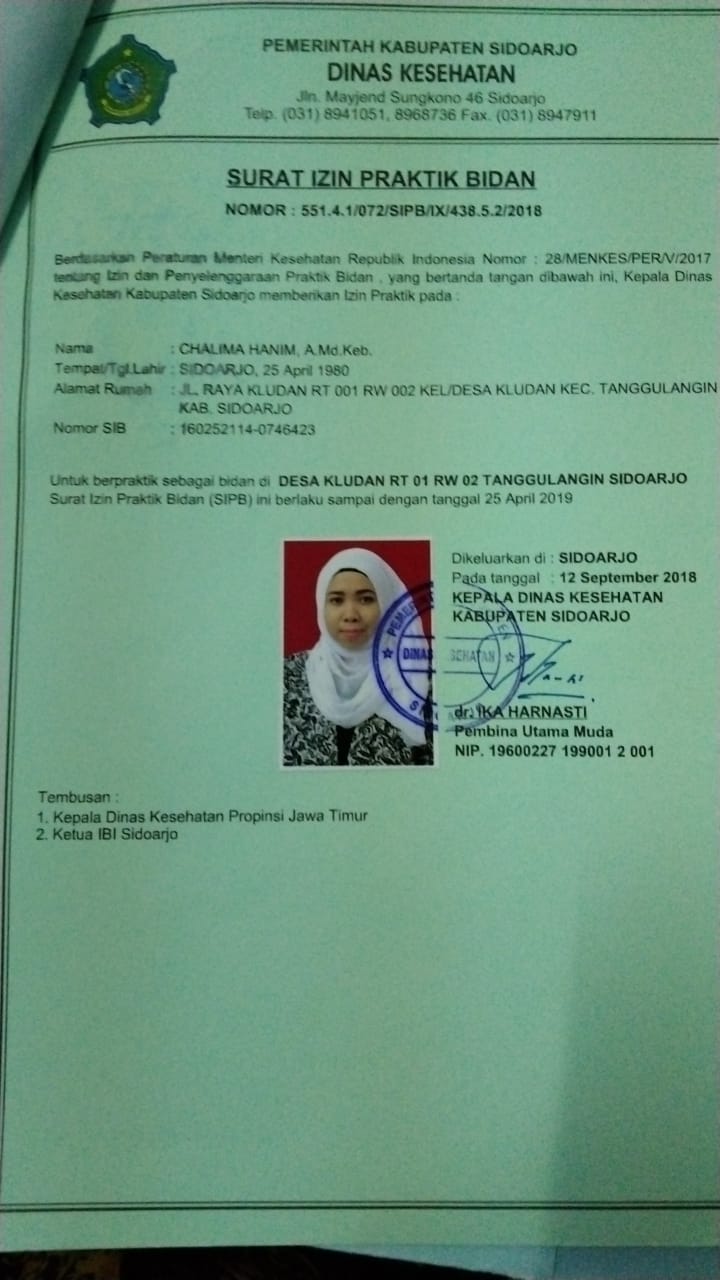 PEMERINTAH KABUPATEN SIDOARJO
DINAS KESEHATAN
Jln. Mayjend Sungkono 46 Sidoarjo
Telp. (031) 8941051, 8968736 Fax. (031) 8947911
SURAT IZIN PRAKTIK BIDAN
NOMOR : 551.4.1/072/SIPB/IX/438.5.2/2018
Berdasarkan Peraturan Menteri Kesehatan Republik Indonesia Nomor : 28/MENKES/PER/V/2017
tentang Izin dan Penyelenggaraan Praktik Bidan , yang bertanda tangan dibawah ini, Kepala Dinas
Kesehatan Kabupaten Sidoarjo memberikan Izin Praktik pada :
Nama : CHALIMA HANIM, A.Md.Keb.
Tempat/Tgl.Lahir : SIDOARJO, 25 April 1980
Alamat Rumah : JL. RAYA KLUDAN RT 001 RW 002 KEL/DESA KLUDAN KEC. TANGGULANGIN
KAB. SIDOARJO
Nomor SIB : 160252114-0746423
Untuk berpraktik sebagai bidan di DESA KLUDAN RT 01 RW 02 TANGGULANGIN SIDOARJO
Surat Izin Praktik Bidan (SIPB) ini berlaku sampai dengan tanggal 25 April 2019
Dikeluarkan di : SIDOARJO
Pada tanggal : 12 September 2018
KEPALA DINAS KESEHATAN
KABUPATEN SIDOARJO
DINAS
dr. IKA HARNASTI
Pembina Utama Muda
NIP. 19600227 199001 2 001
Tembusan :
1. Kepala Dinas Kesehatan Propinsi Jawa Timur
2. Ketua IBI Sidoarjo